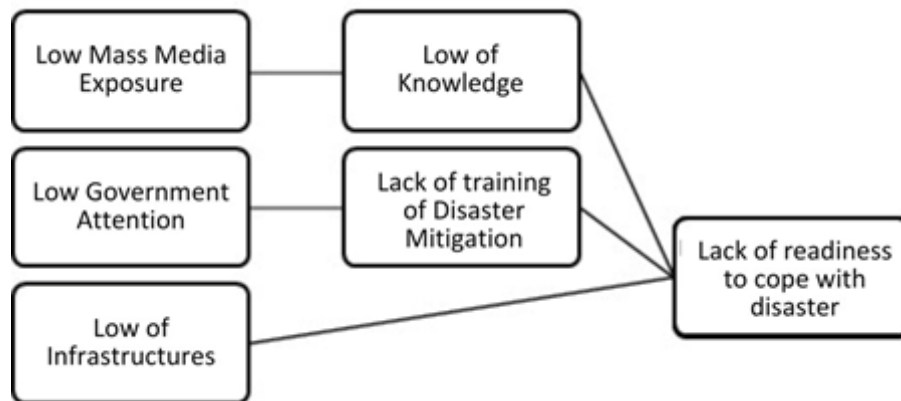 Low Mass Media
Exposure
Low of
Knowledge
Low Government
Attention
Lack of training
of Disaster
Mitigation
Low of
Infrastructures
Lack of readiness
to cope with
disaster